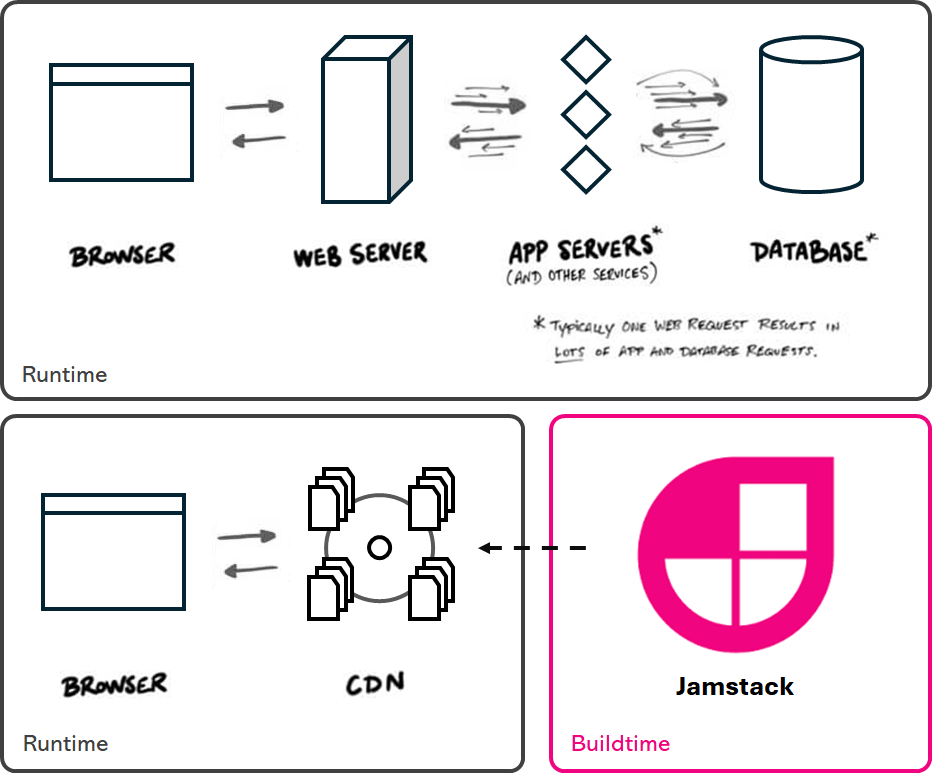 BROWSER
WEB SERVER
APP SERVERS*
(AND OTHER SERVICES)
DATABASE*
* TYPICALLY ONE WEB REQUEST RESULTS IN
LOTS OF APP AND DATABASE REQUESTS.
Runtime
BROWSER
CDN
Runtime
Jamstack
Buildtime